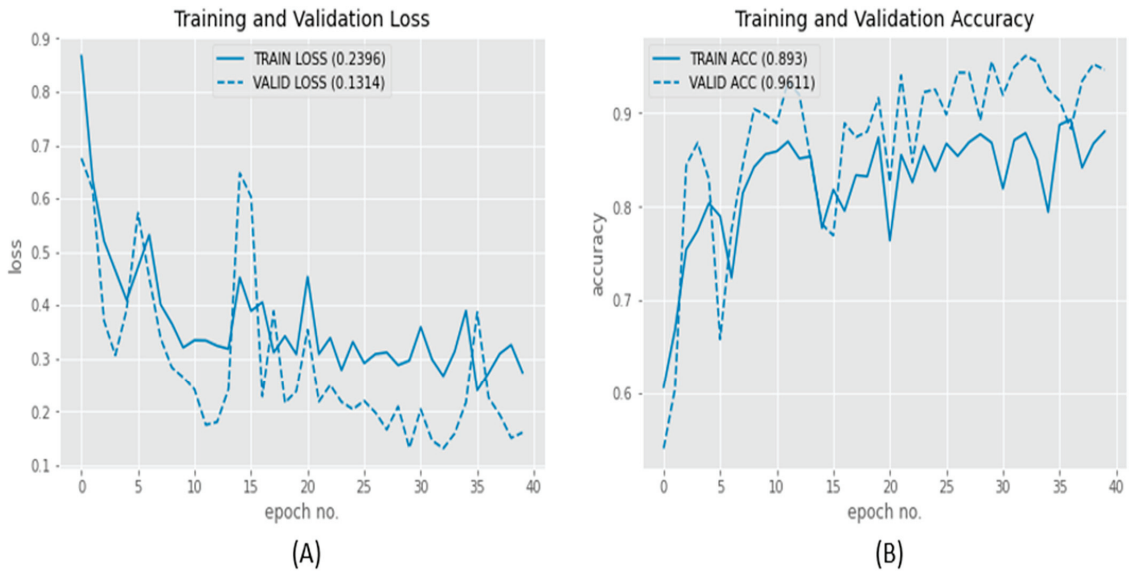 Training and Validation Loss
TRAIN LOSS (0.2396)
VALID LOSS (0.1314)
0.9
0.8
0.7
0.6
0.5
0.4
0.3
0.2
0.1
loss
0 5 10 15 20 25 30 35 40
epoch no.
(A)
Training and Validation Accuracy
TRAIN ACC (0.893)
VALID ACC (0.9611)
0.9
0.8
0.7
0.6
accuracy
0 5 10 15 20 25 30 35 40
epoch no.
(B)